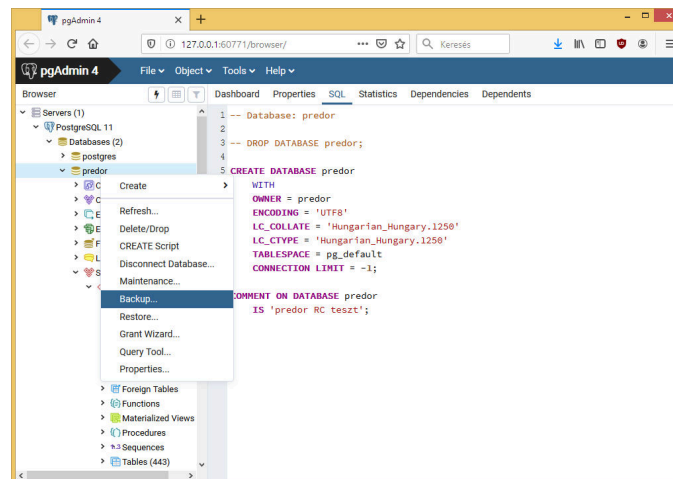 pgAdmin 4
127.0.0.1:60771/browser/
Keresés
pgAdmin 4
File Object Tools Help
Browser
Dashboard Properties SQL Statistics Dependencies Dependents
Servers (1)
PostgreSQL 11
Databases (2)
postgres
predor
C
C
E
E
F
L
S
Create
Refresh...
Delete/Drop
CREATE Script
Disconnect Database...
Maintenance...
Backup...
Restore...
Grant Wizard...
Query Tool...
Properties...
Foreign Tables
Functions
Materialized Views
Procedures
1..3 Sequences
Tables (443)
1 -- Database: predor
2
3 -- DROP DATABASE predor;
4
5 CREATE DATABASE predor
WITH
OWNER = predor
ENCODING = 'UTF8'
LC_COLLATE = 'Hungarian_Hungary.1250'
LC_CTYPE = 'Hungarian_Hungary.1250'
TABLESPACE = pg_default
CONNECTION LIMIT = -1;
COMMENT ON DATABASE predor
IS 'predor RC teszt';